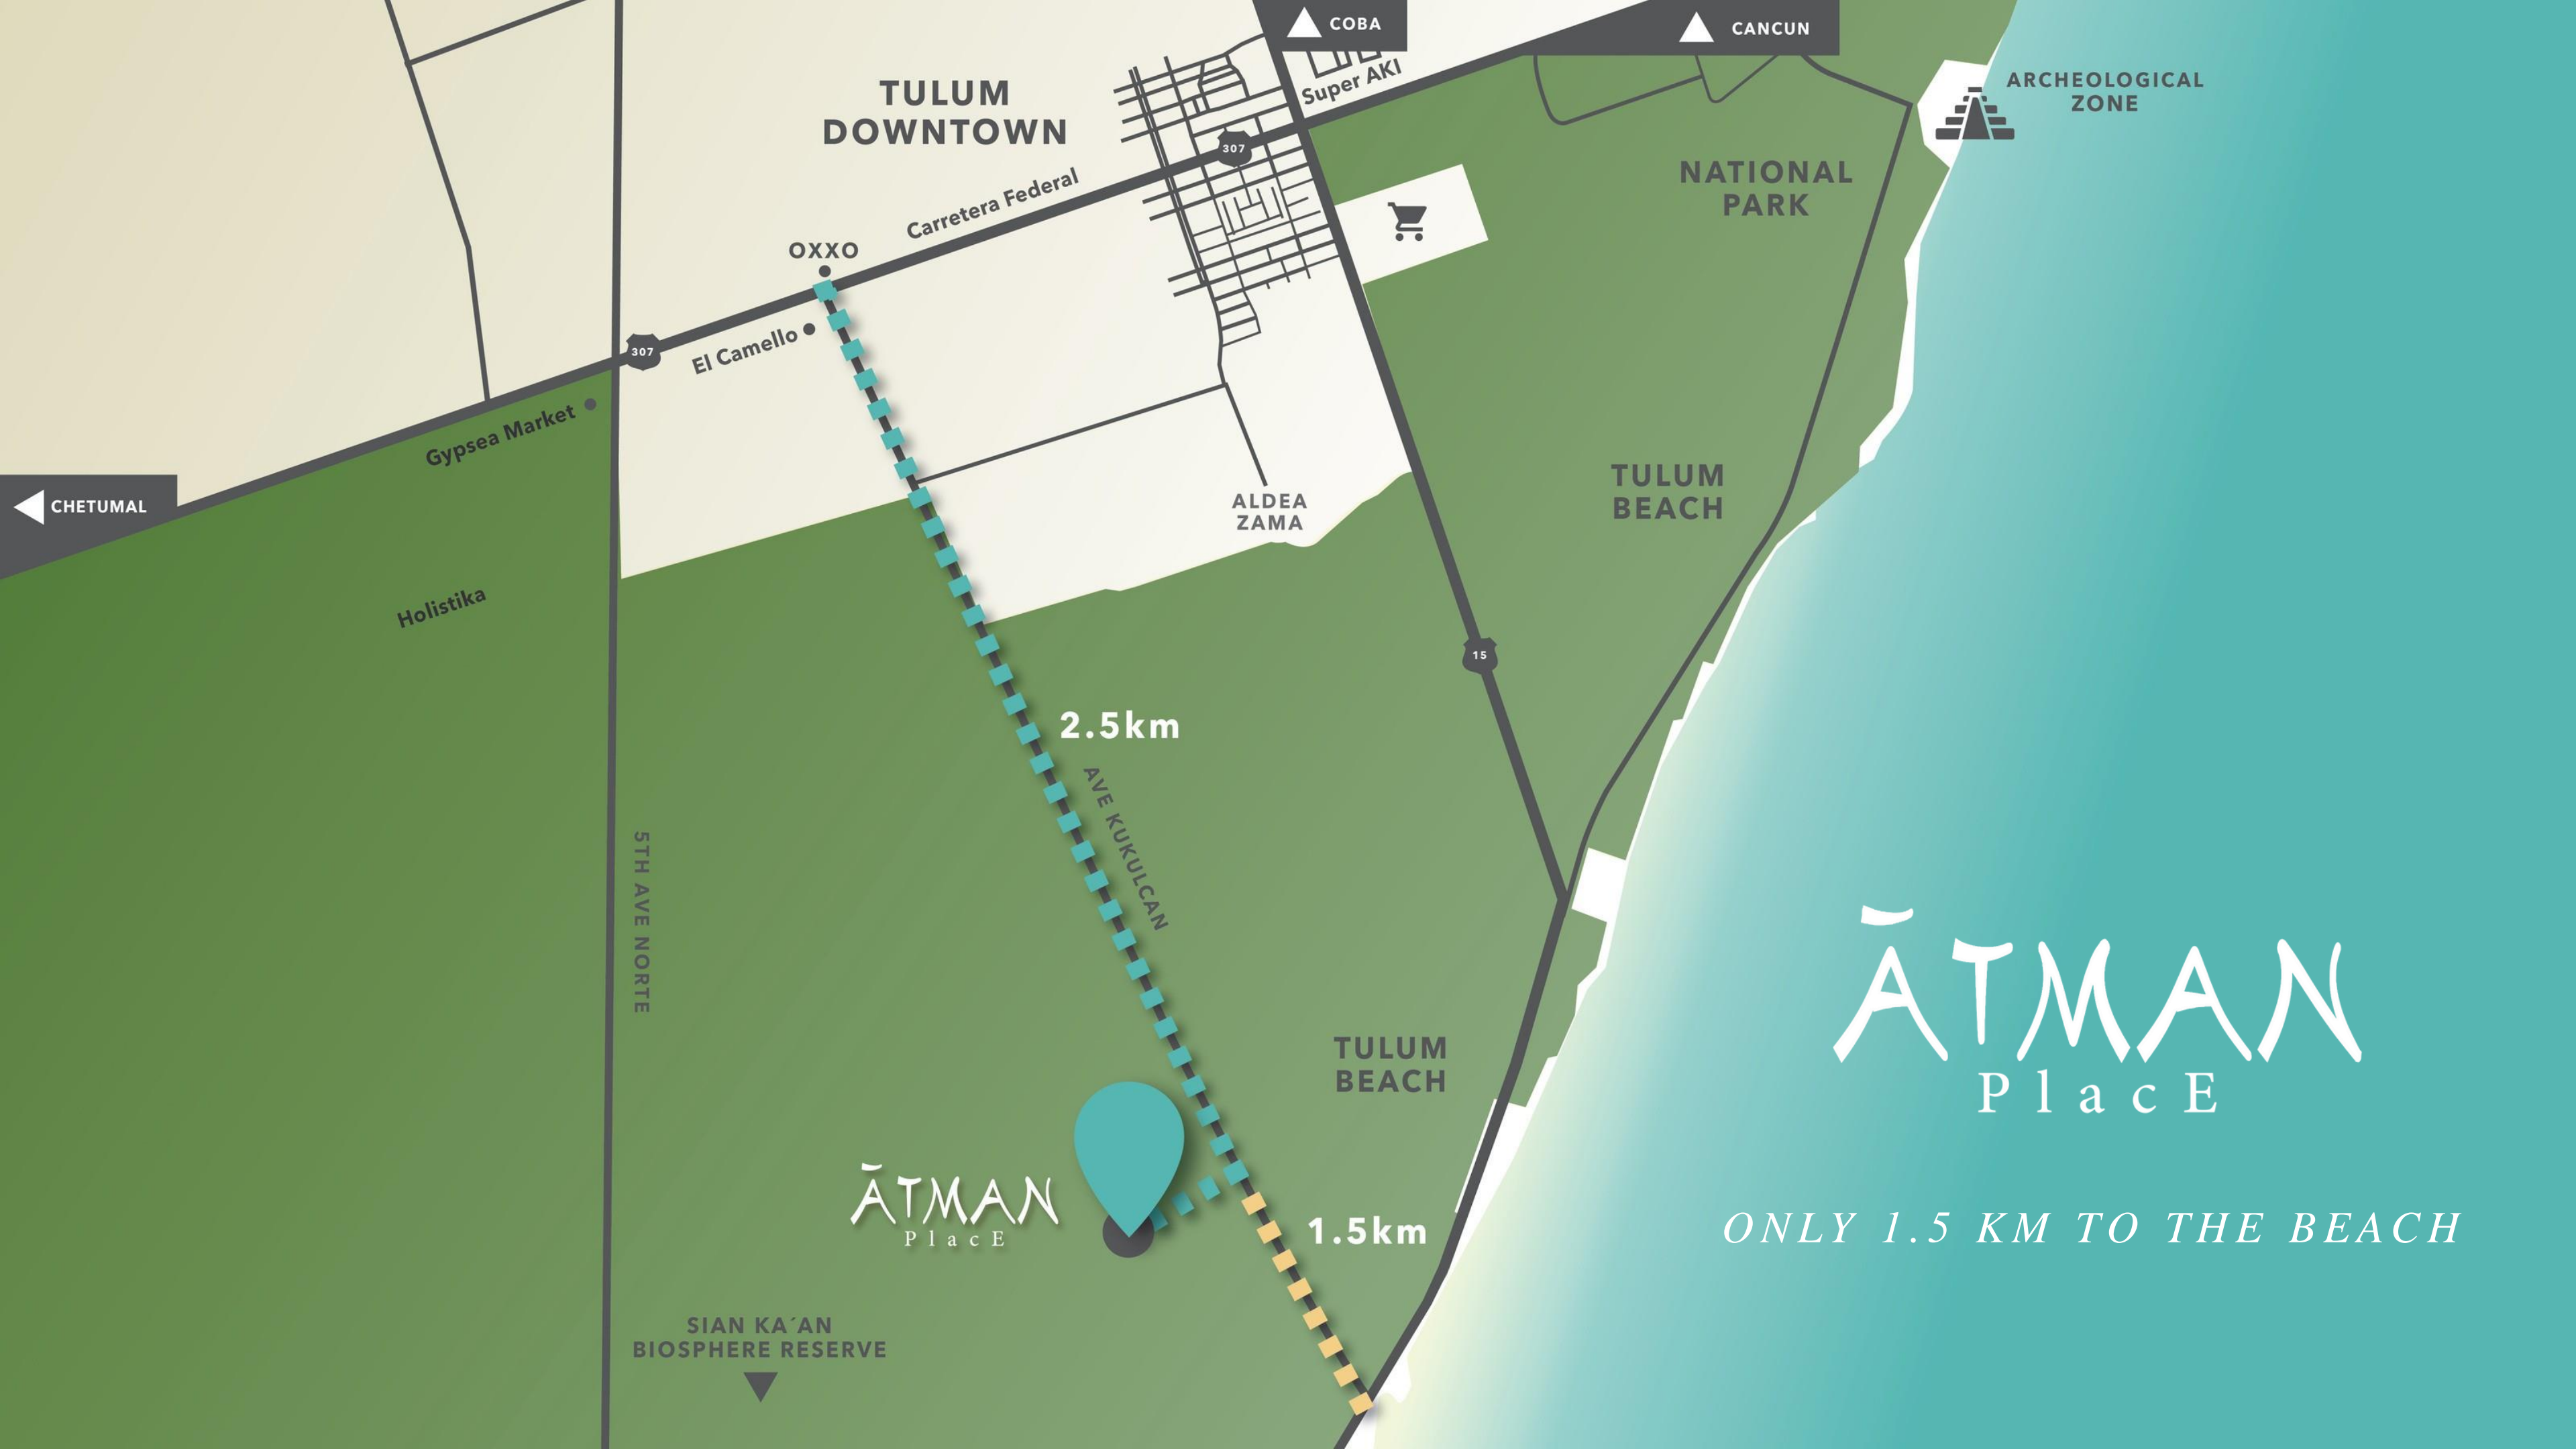 COBA
CANCUN
Super AKI
TULUM
DOWNTOWN
ARCHEOLOGICAL
ZONE
307
NATIONAL
PARK
Carretera Federal
OXXO
307
El Camello
Gypsea Market
CHETUMAL
TULUM
BEACH
ALDEA
ZAMA
Holistika
15
2.5km
AVE KUKULCAN
5TH AVE NORTE
TULUM
BEACH
ĀTMAN
PlacE
ĀTMAN
PlacE
1.5km
ONLY 1.5 KM TO THE BEACH
SIAN KA´AN
BIOSPHERE RESERVE